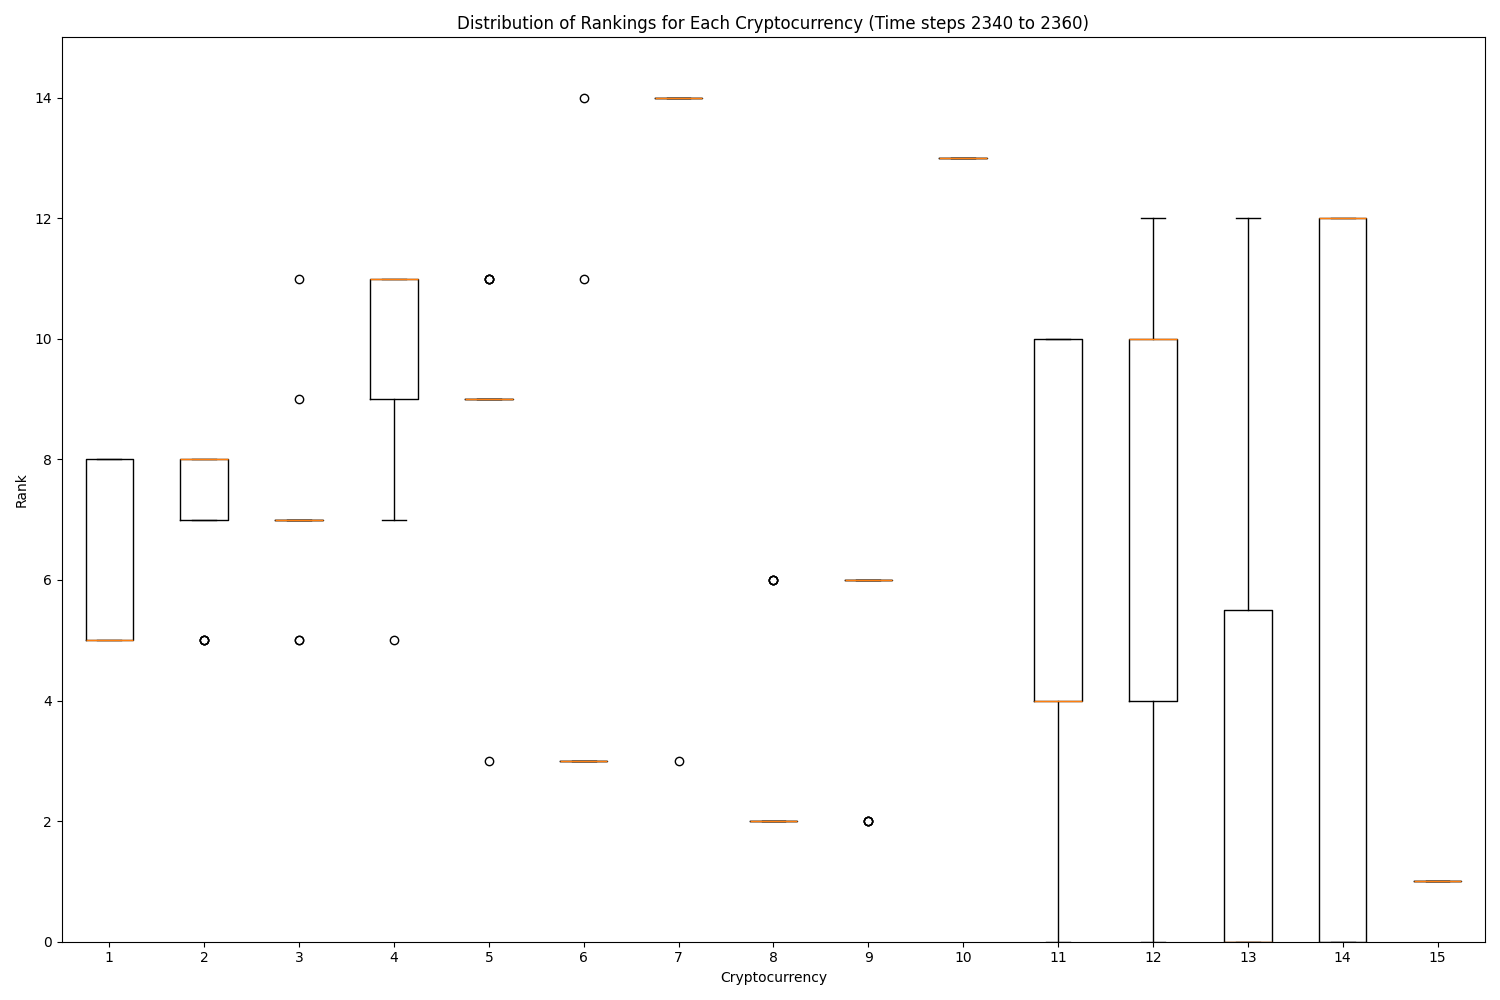 Distribution of Rankings for Each Cryptocurrency (Time steps 2340 to 2360)
Rank
14
12
10
8
6
4
2
0
1 2 3 4 5 6 7 8 9 10 11 12 13 14 15
Cryptocurrency